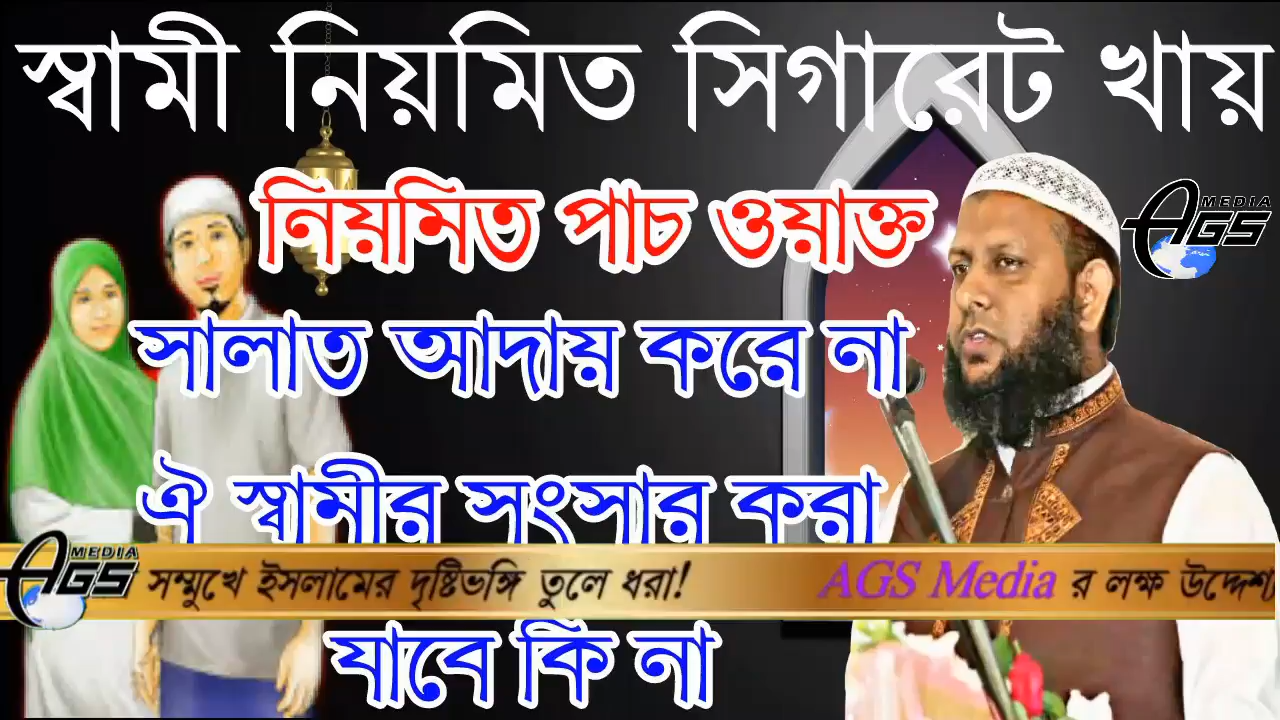 স্বামী নিয়মিত সিগারেট খায়
নিয়মিত পাচ ওয়াক্ত
AGS MEDIA
সালাত আদায় করে না
ঐ স্বামীর সংসার করা
AGS MEDIA সম্মুখে ইসলামের দৃষ্টিভঙ্গি তুলে ধরা! AGS Media র লক্ষ উদ্দেশ্য
যাবে কি না